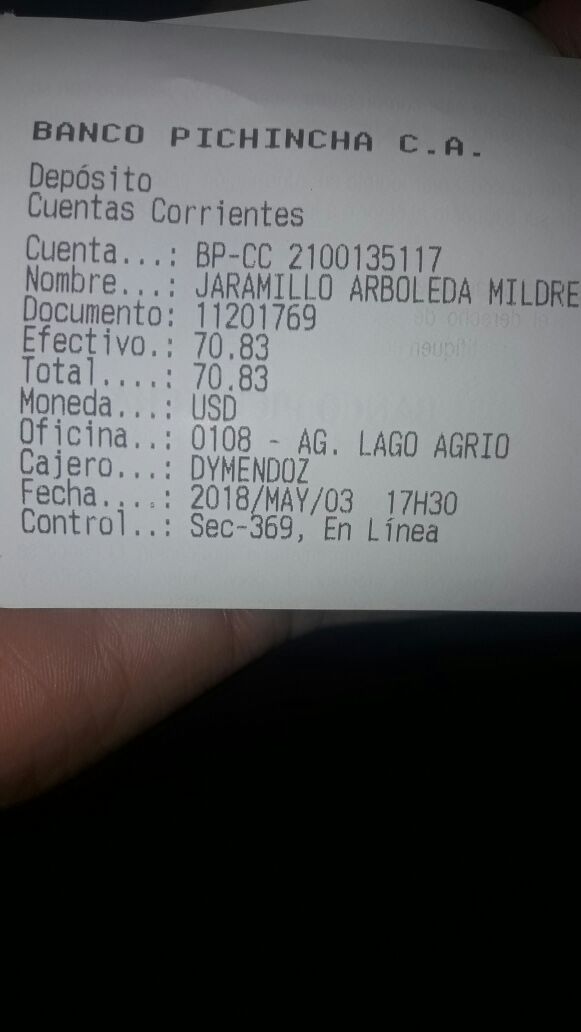 BANCO PICHINCHA C.A.
Depósito
Cuentas Corrientes
Cuenta...: BP-CC 2100135117
Nombre...: JARAMILLO ARBOLEDA MILDRE
Documento: 11201769
Efectivo.: 70.83
Total....: 70.83
Moneda...: USD
Oficina..: 0108 - AG. LAGO AGRIO
Cajero...: DYMENDOZ
Fecha....: 2018/MAY/03 17H30
Control..: Sec-369, En Línea